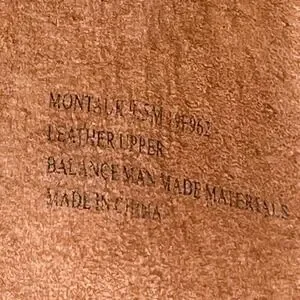 MONTAUK 9.5M
LEATHER UPPER
BALANCE MAN MADE MATERIALS
MADE IN CHINA